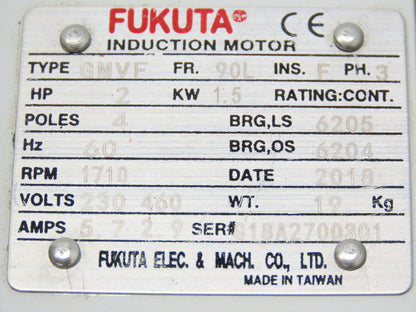 FUKUTA CE
INDUCTION MOTOR
TYPE GMVF FR. 90L INS. F PH. 3
HP 2 KW 1.5 RATING:CONT.
POLES 4 BRG,LS 6205
Hz 60 BRG,OS 6204
RPM 1710 DATE 2018
VOLTS 230 460 WT. 19 Kg
AMPS 5.7 2.9 SER#
FUKUTA ELEC. & MACH. CO., LTD.
MADE IN TAIWAN